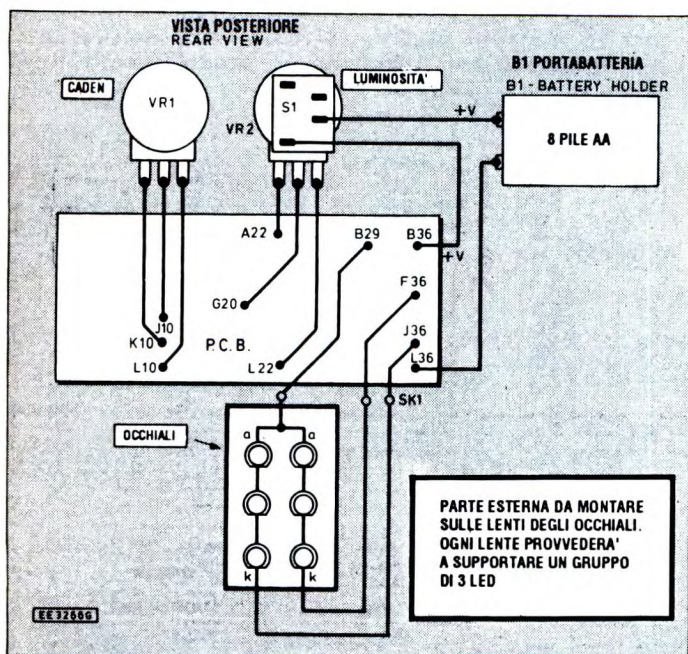 VISTA POSTERIORE
REAR VIEW
B1 PORTABATTERIA
B1 - BATTERY HOLDER
CADEN
LUMINOSITA'
VR1
S1
VR2
+V
8 PILE AA
A22
B29
B36
+V
F36
G20
J10
J36
K10
P.C.B.
L10
L22
L36
SK1
OCCHIALI
a
a
k
k
PARTE ESTERNA DA MONTARE
SULLE LENTI DEGLI OCCHIALI.
OGNI LENTE PROVVEDERA'
A SUPPORTARE UN GRUPPO
DI 3 LED
EE3266G